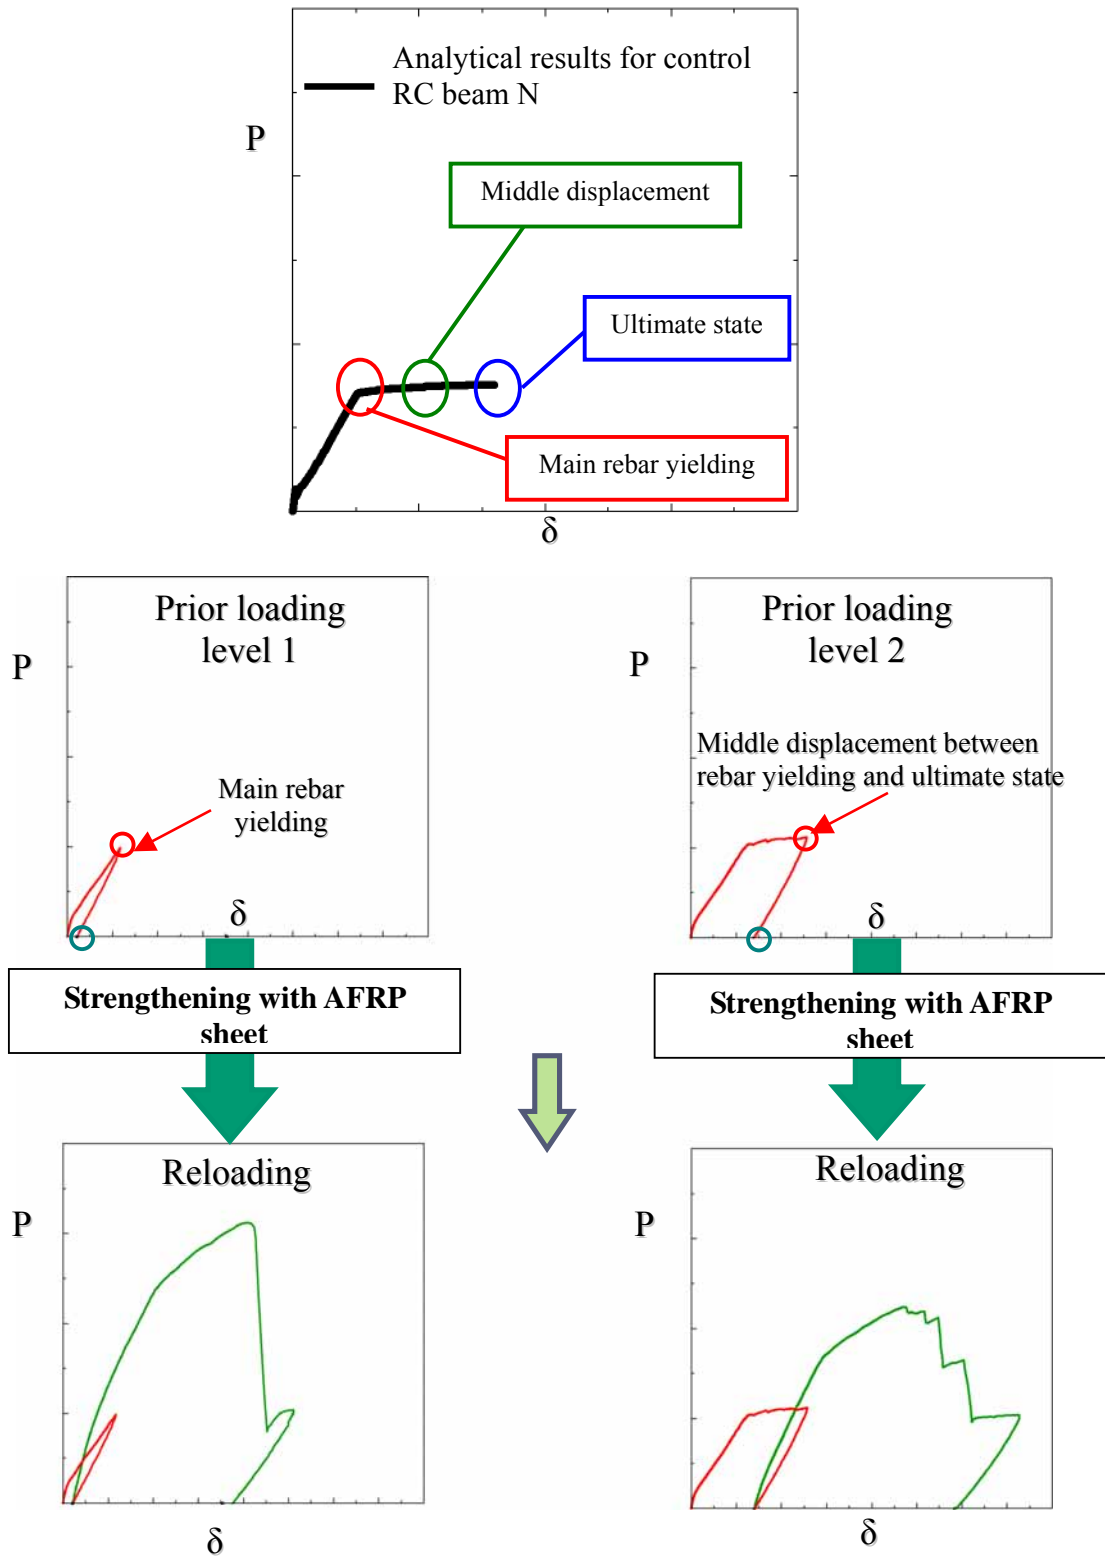 Analytical results for control
RC beam N
P
Middle displacement
Ultimate state
Main rebar yielding
δ
Prior loading
level 1
P
Main rebar
yielding
δ
Prior loading
level 2
P
Middle displacement between
rebar yielding and ultimate state
δ
Strengthening with AFRP
sheet
Strengthening with AFRP
sheet
Reloading
P
δ
Reloading
P
δ